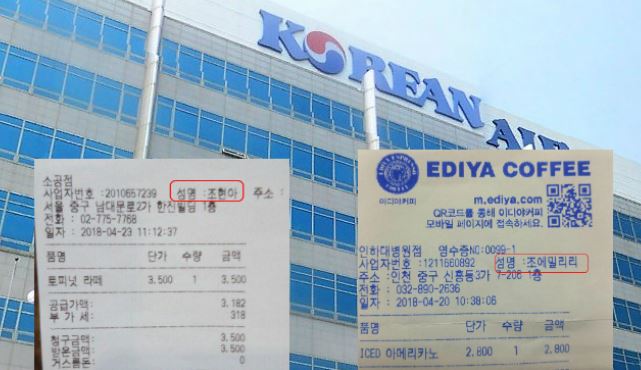 KOREAN AIR
소공점
사업자번호 :2010657239 성명 :조현아 주소 :
서울 중구 남대문로2가 한진빌딩 1층
전화 : 02-775-7768
일자 : 2018-04-23 11:12:37
품명 단가 수량 금액
토피넛 라떼 3,500 1 3,500
공급가액: 3,182
부 가 세: 318
청구금액: 3,500
받은금액: 3,500
거스름돈: 0
EDIYA ESPRESSO
COFFEE
이디야커피
EDIYA COFFEE
m.ediya.com
QR코드를 통해 이디야커피
모바일 페이지에 접속하세요.
인하대병원점 영수증NO:0099-1
사업자번호 :1211660892 성명 :조에밀리리
주소 :인천 중구 신흥동3가 7-206 1층
전화 : 032-890-2636
일자 : 2018-04-20 10:38:06
품명 단가 수량 금액
ICED 아메리카노 2,800 1 2,800